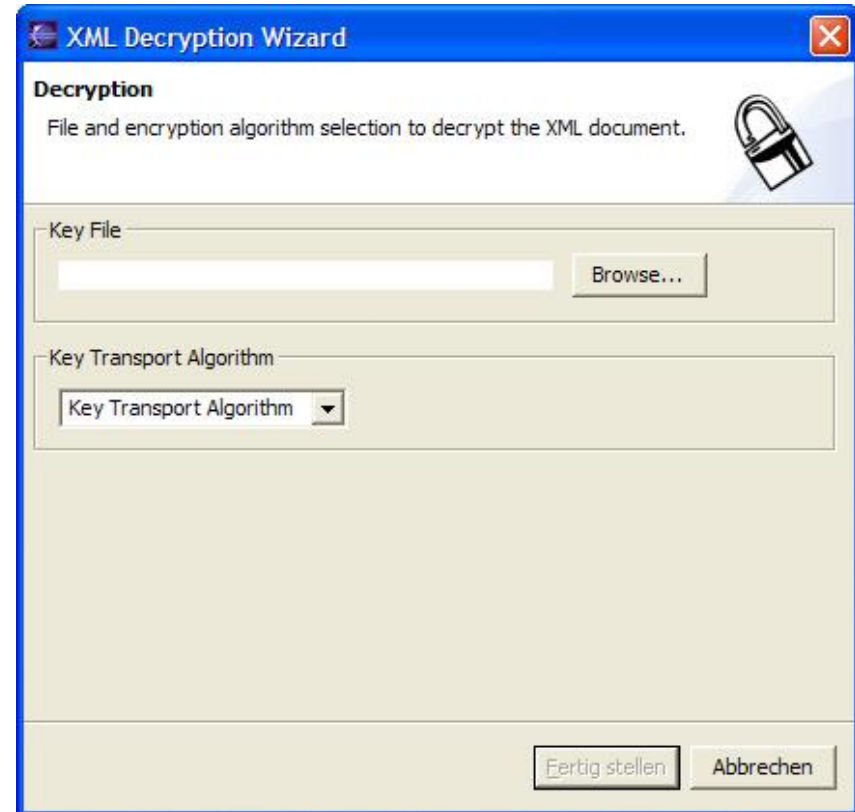 XML Decryption Wizard
Decryption
File and encryption algorithm selection to decrypt the XML document.
Key File
Browse...
Key Transport Algorithm
Key Transport Algorithm
Fertig stellen
Abbrechen